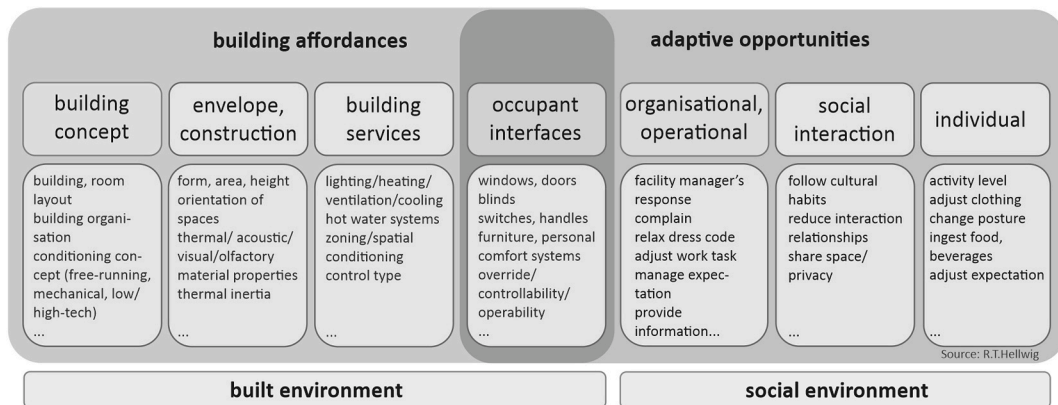 building affordances
adaptive opportunities
building
concept
envelope,
construction
building
services
occupant
interfaces
organisational,
operational
social
interaction
individual
building, room
layout
building organi-
sation
conditioning con-
cept (free-running,
mechanical, low/
high-tech)
...
form, area, height
orientation of
spaces
thermal/ acoustic/
visual/olfactory
material properties
thermal inertia
...
lighting/heating/
ventilation/cooling
hot water systems
zoning/spatial
conditioning
control type
...
windows, doors
blinds
switches, handles
furniture, personal
comfort systems
override/
controllability/
operability
...
facility manager's
response
complain
relax dress code
adjust work task
manage expec-
tation
provide
information...
follow cultural
habits
reduce interaction
relationships
share space/
privacy
...
activity level
adjust clothing
change posture
ingest food,
beverages
adjust expectation
...
Source: R.T.Hellwig
built environment
social environment